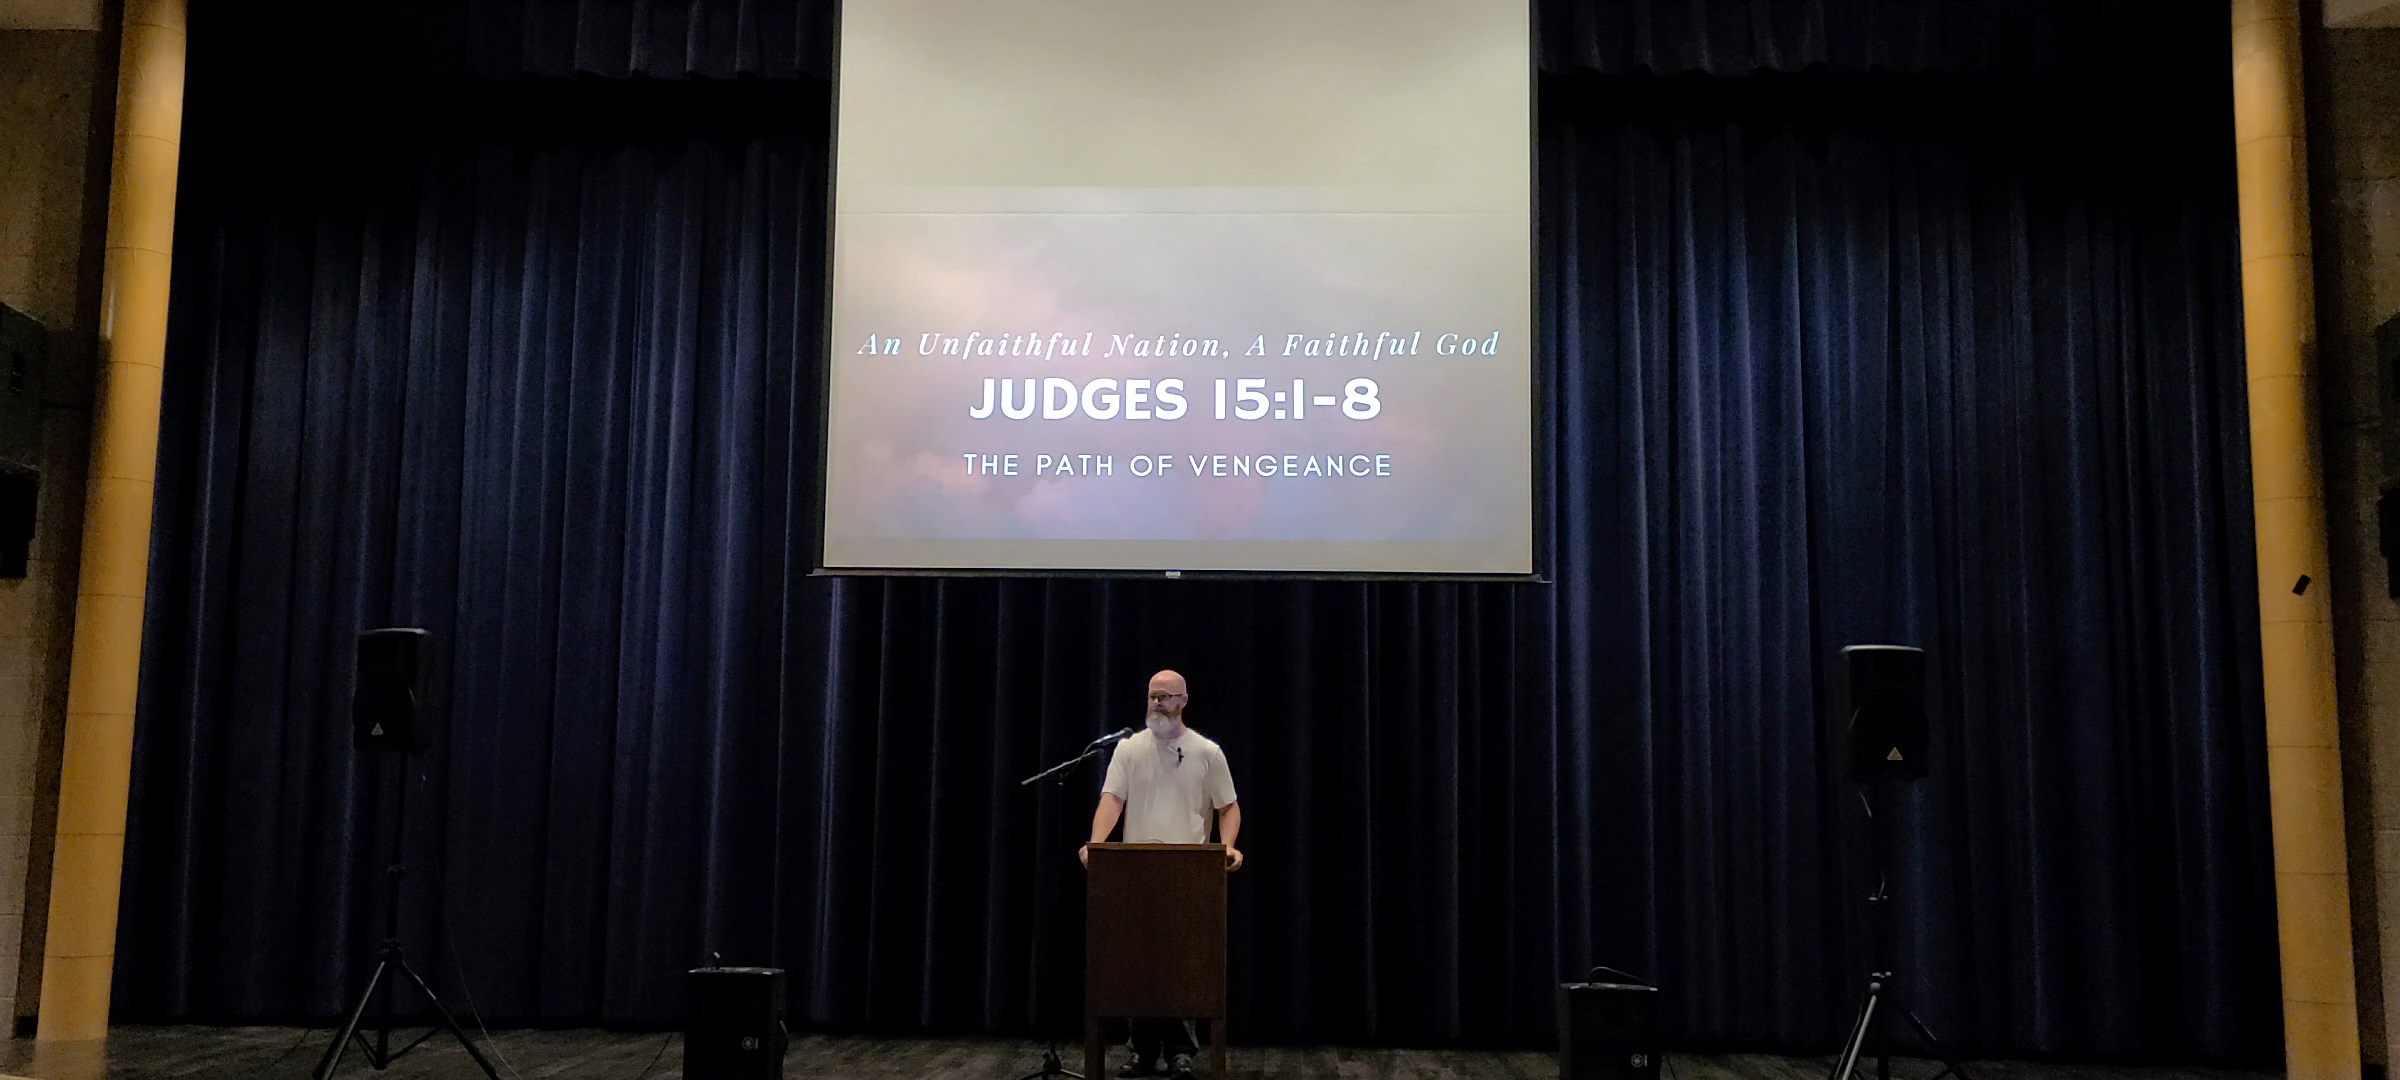 An Unfaithful Nation, A Faithful God
JUDGES 15:1-8
THE PATH OF VENGEANCE